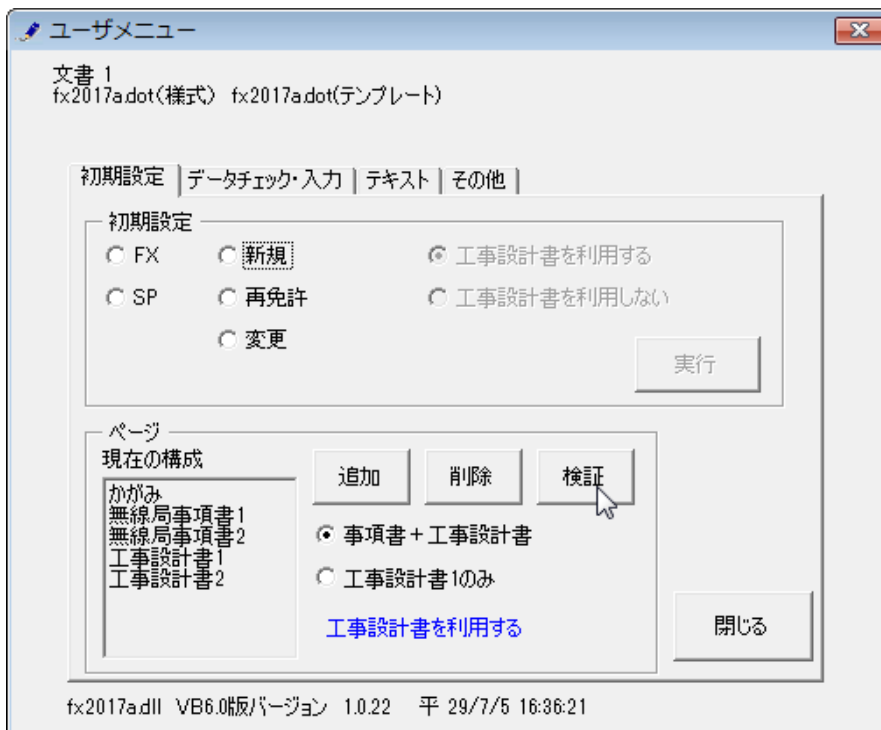 ユーザメニュー
文書 1
fx2017a.dot(様式) fx2017a.dot(テンプレート)
初期設定 データチェック・入力 テキスト その他
初期設定
FX 新規 工事設計書を利用する
SP 再免許 工事設計書を利用しない
変更
実行
ページ
現在の構成
追加 削除 検証
かがみ
無線局事項書1
無線局事項書2
工事設計書1
工事設計書2
事項書+工事設計書
工事設計書1のみ
工事設計書を利用する
閉じる
fx2017a.dll VB6.0版バージョン 1.0.22 平 29/7/5 16:36:21